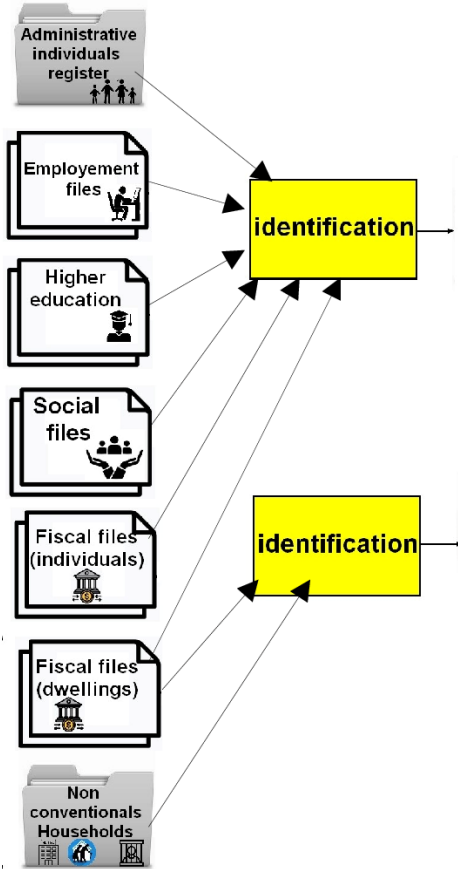 Administrative
individuals
register
Employement
files
identification
Higher
education
Social
files
Fiscal files
(individuals)
identification
Fiscal files
(dwellings)
Non
conventionals
Households